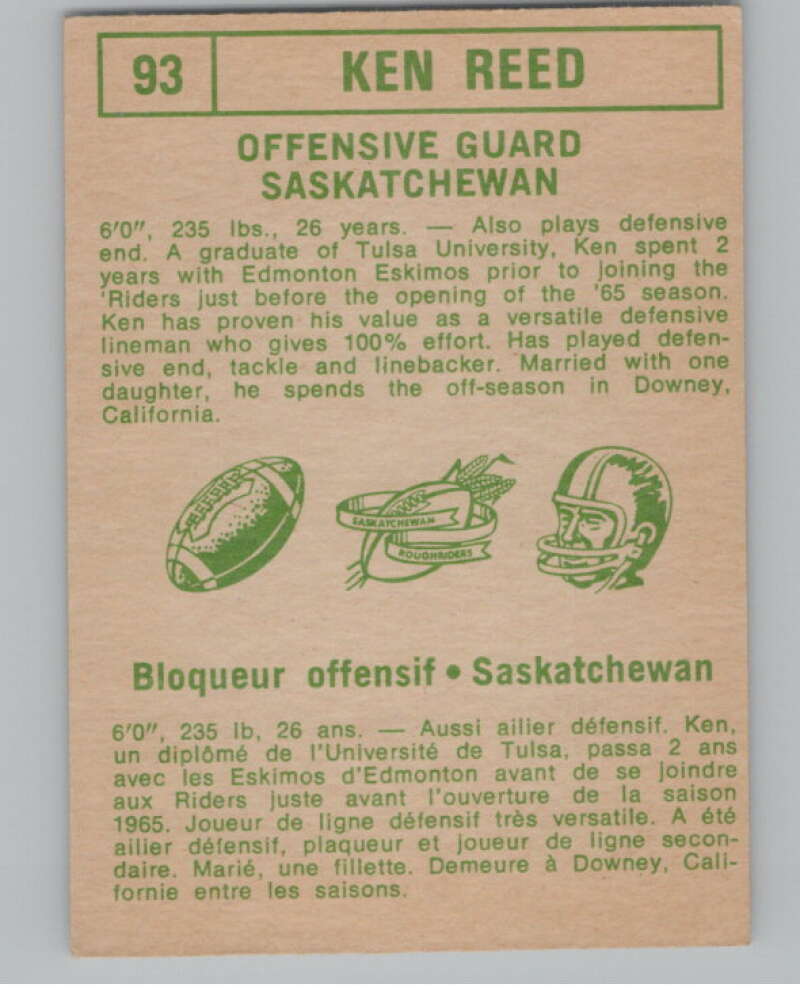 93 KEN REED
OFFENSIVE GUARD
SASKATCHEWAN
6'0", 235 lbs., 26 years. — Also plays defensive
end. A graduate of Tulsa University, Ken spent 2
years with Edmonton Eskimos prior to joining the
'Riders just before the opening of the '65 season.
Ken has proven his value as a versatile defensive
lineman who gives 100% effort. Has played defen-
sive end, tackle and linebacker. Married with one
daughter, he spends the off-season in Downey,
California.
SASKATCHEWAN
ROUGHRIDERS
Bloqueur offensif • Saskatchewan
6'0", 235 lb, 26 ans. — Aussi ailier défensif. Ken,
un diplômé de l'Université de Tulsa, passa 2 ans
avec les Eskimos d'Edmonton avant de se joindre
aux Riders juste avant l'ouverture de la saison
1965. Joueur de ligne défensif très versatile. A été
ailier défensif, plaqueur et joueur de ligne secon-
daire. Marié, une fillette. Demeure à Downey, Cali-
fornie entre les saisons.